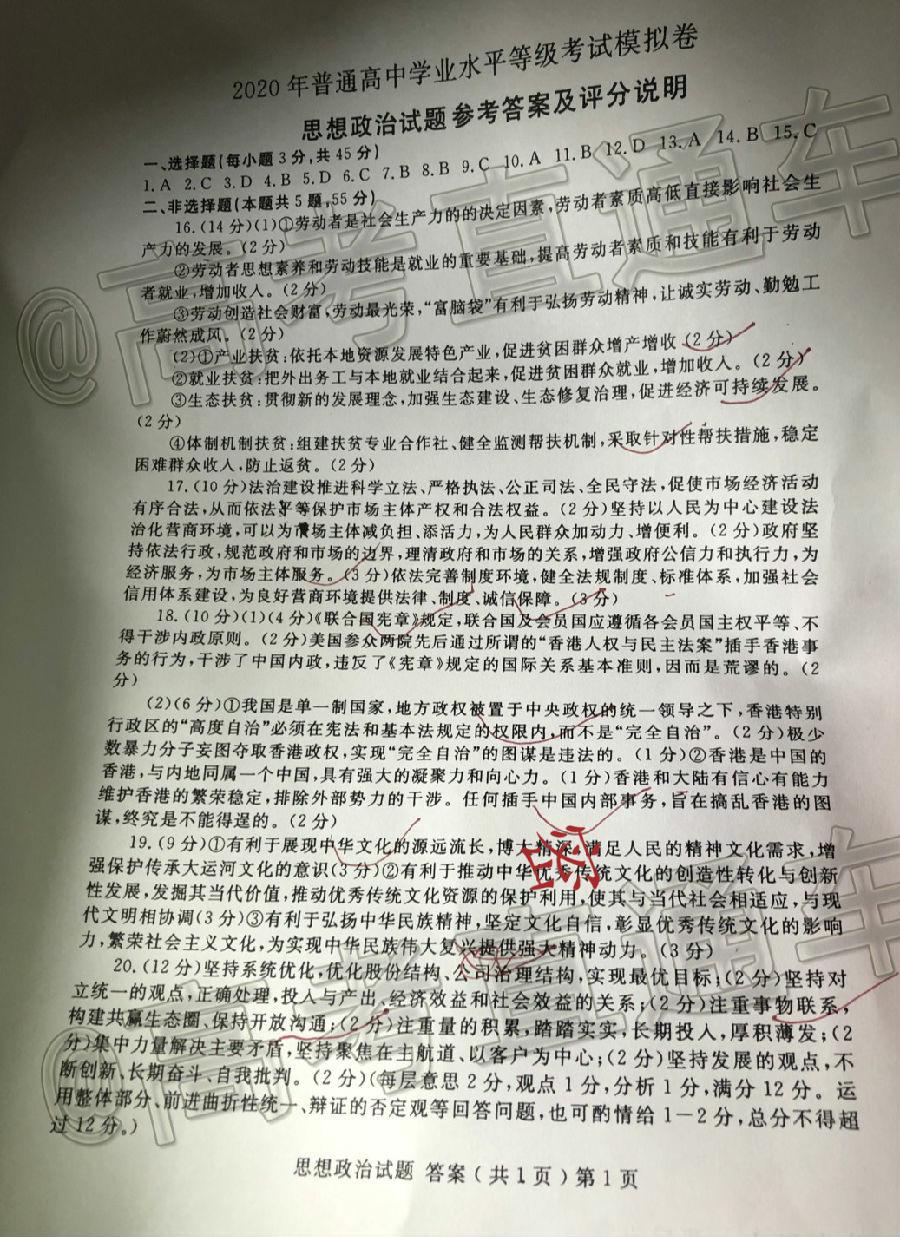 2020年普通高中学业水平等级考试模拟卷
思想政治试题 参考答案及评分说明
一、选择题(每小题3分,共45分)
1.A 2.C 3.D 4.B 5.D 6.C 7.B 8.B 9.C 10.A 11.B 12.D 13.A 14.B 15.C
二、非选择题(本题共5题,55分)
16.(14分)(1)①劳动者是社会生产力的的决定因素,劳动者素质高低直接影响社会生
产力的发展。(2分)
②劳动者思想素养和劳动技能是就业的重要基础,提高劳动者素质和技能有利于劳动
者就业,增加收入。(2分)
③劳动创造社会财富,劳动最光荣,“富脑袋”有利于弘扬劳动精神,让诚实劳动、勤勉工
作蔚然成风。(2分)
(2)①产业扶贫:依托本地资源发展特色产业,促进贫困群众增产增收(2分)
②就业扶贫:把外出务工与本地就业结合起来,促进贫困群众就业,增加收入。(2分)
③生态扶贫:贯彻新的发展理念,加强生态建设、生态修复治理,促进经济可持续发展。
(2分)
④体制机制扶贫:组建扶贫专业合作社、健全监测帮扶机制,采取针对性帮扶措施,稳定
困难群众收入,防止返贫。(2分)
17.(10分)法治建设推进科学立法、严格执法、公正司法、全民守法,促使市场经济活动
有序合法,从而依法平等保护市场主体产权和合法权益。(2分)坚持以人民为中心建设法
治化营商环境,可以为市场主体减负担、添活力,为人民群众加动力、增便利。(2分)政府坚
持依法行政,规范政府和市场的边界,理清政府和市场的关系,增强政府公信力和执行力,为
经济服务,为市场主体服务。(3分)依法完善制度环境,健全法规制度、标准体系,加强社会
信用体系建设,为良好营商环境提供法律、制度、诚信保障。(3分)
18.(10分)(1)(4分)《联合国宪章》规定,联合国及会员国应遵循各会员国主权平等、不
得干涉内政原则。(2分)美国参众两院先后通过所谓的“香港人权与民主法案”插手香港事
务的行为,干涉了中国内政,违反了《宪章》规定的国际关系基本准则,因而是荒谬的。(2
分)
(2)(6分)①我国是单一制国家,地方政权被置于中央政权的统一领导之下,香港特别
行政区的“高度自治”必须在宪法和基本法规定的权限内,而不是“完全自治”。(2分)极少
数暴力分子妄图夺取香港政权,实现“完全自治”的图谋是违法的。(1分)②香港是中国的
香港,与内地同属一个中国,具有强大的凝聚力和向心力。(1分)香港和大陆有信心有能力
维护香港的繁荣稳定,排除外部势力的干涉。任何插手中国内部事务,旨在搞乱香港的图
谋,终究是不能得逞的。(2分)
19.(9分)①有利于展现中华文化的源远流长,博大精深,满足人民的精神文化需求,增
强保护传承大运河文化的意识(3分)②有利于推动中华优秀传统文化的创造性转化与创新
性发展,发掘其当代价值,推动优秀传统文化资源的保护利用,使其与当代社会相适应,与现
代文明相协调(3分)③有利于弘扬中华民族精神,坚定文化自信,彰显优秀传统文化的影响
力,繁荣社会主义文化,为实现中华民族伟大复兴提供强大精神动力。(3分)
20.(12分)坚持系统优化,优化股份结构、公司治理结构,实现最优目标;(2分)坚持对
立统一的观点,正确处理,投入与产出、经济效益和社会效益的关系;(2分)注重事物联系,
构建共赢生态圈、保持开放沟通;(2分)注重量的积累,踏踏实实,长期投入,厚积薄发;(2
分)集中力量解决主要矛盾,坚持聚焦在主航道、以客户为中心;(2分)坚持发展的观点,不
断创新、长期奋斗、自我批判。(2分)(每层意思2分,观点1分,分析1分,满分12分。运
用整体部分、前进曲折性统一、辩证的否定观等回答问题,也可酌情给1-2分,总分不得超
过12分。)
思想政治试题 答案(共1页)第1页
@高考直通车
@高考直通车